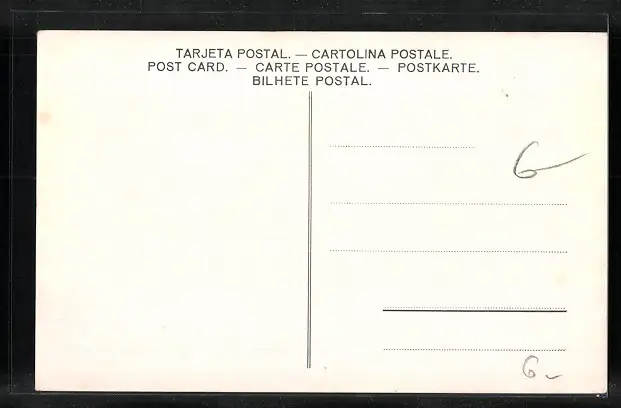 TARJETA POSTAL. — CARTOLINA POSTALE.
POST CARD. — CARTE POSTALE. — POSTKARTE.
BILHETE POSTAL.
6
6-